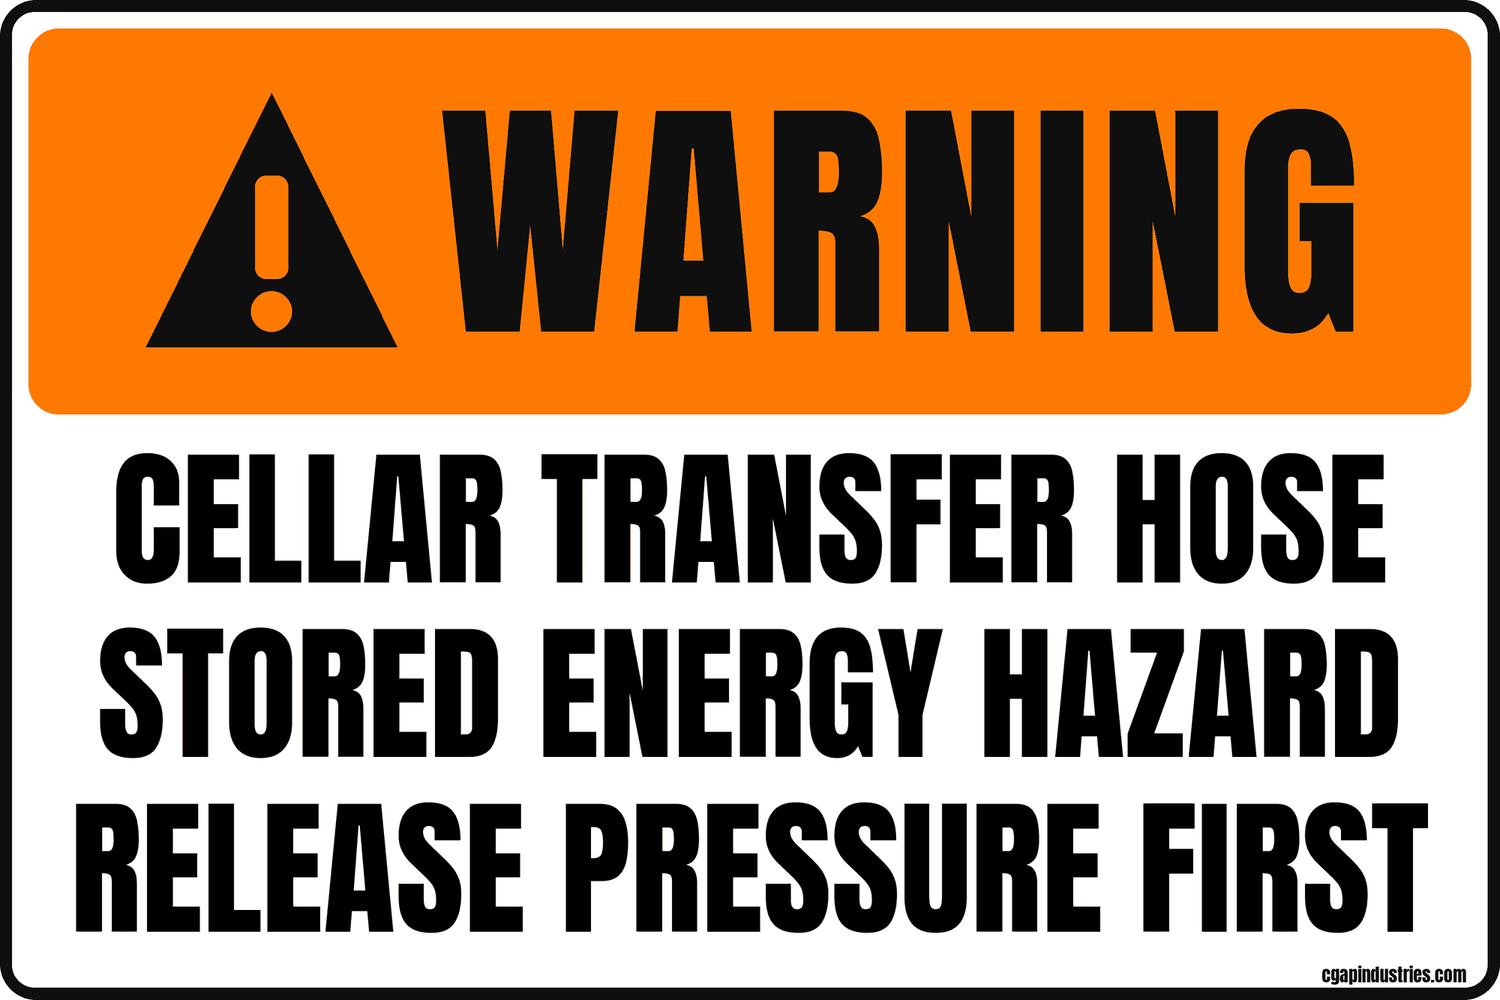 WARNING
CELLAR TRANSFER HOSE
STORED ENERGY HAZARD
RELEASE PRESSURE FIRST
cgapindustries.com